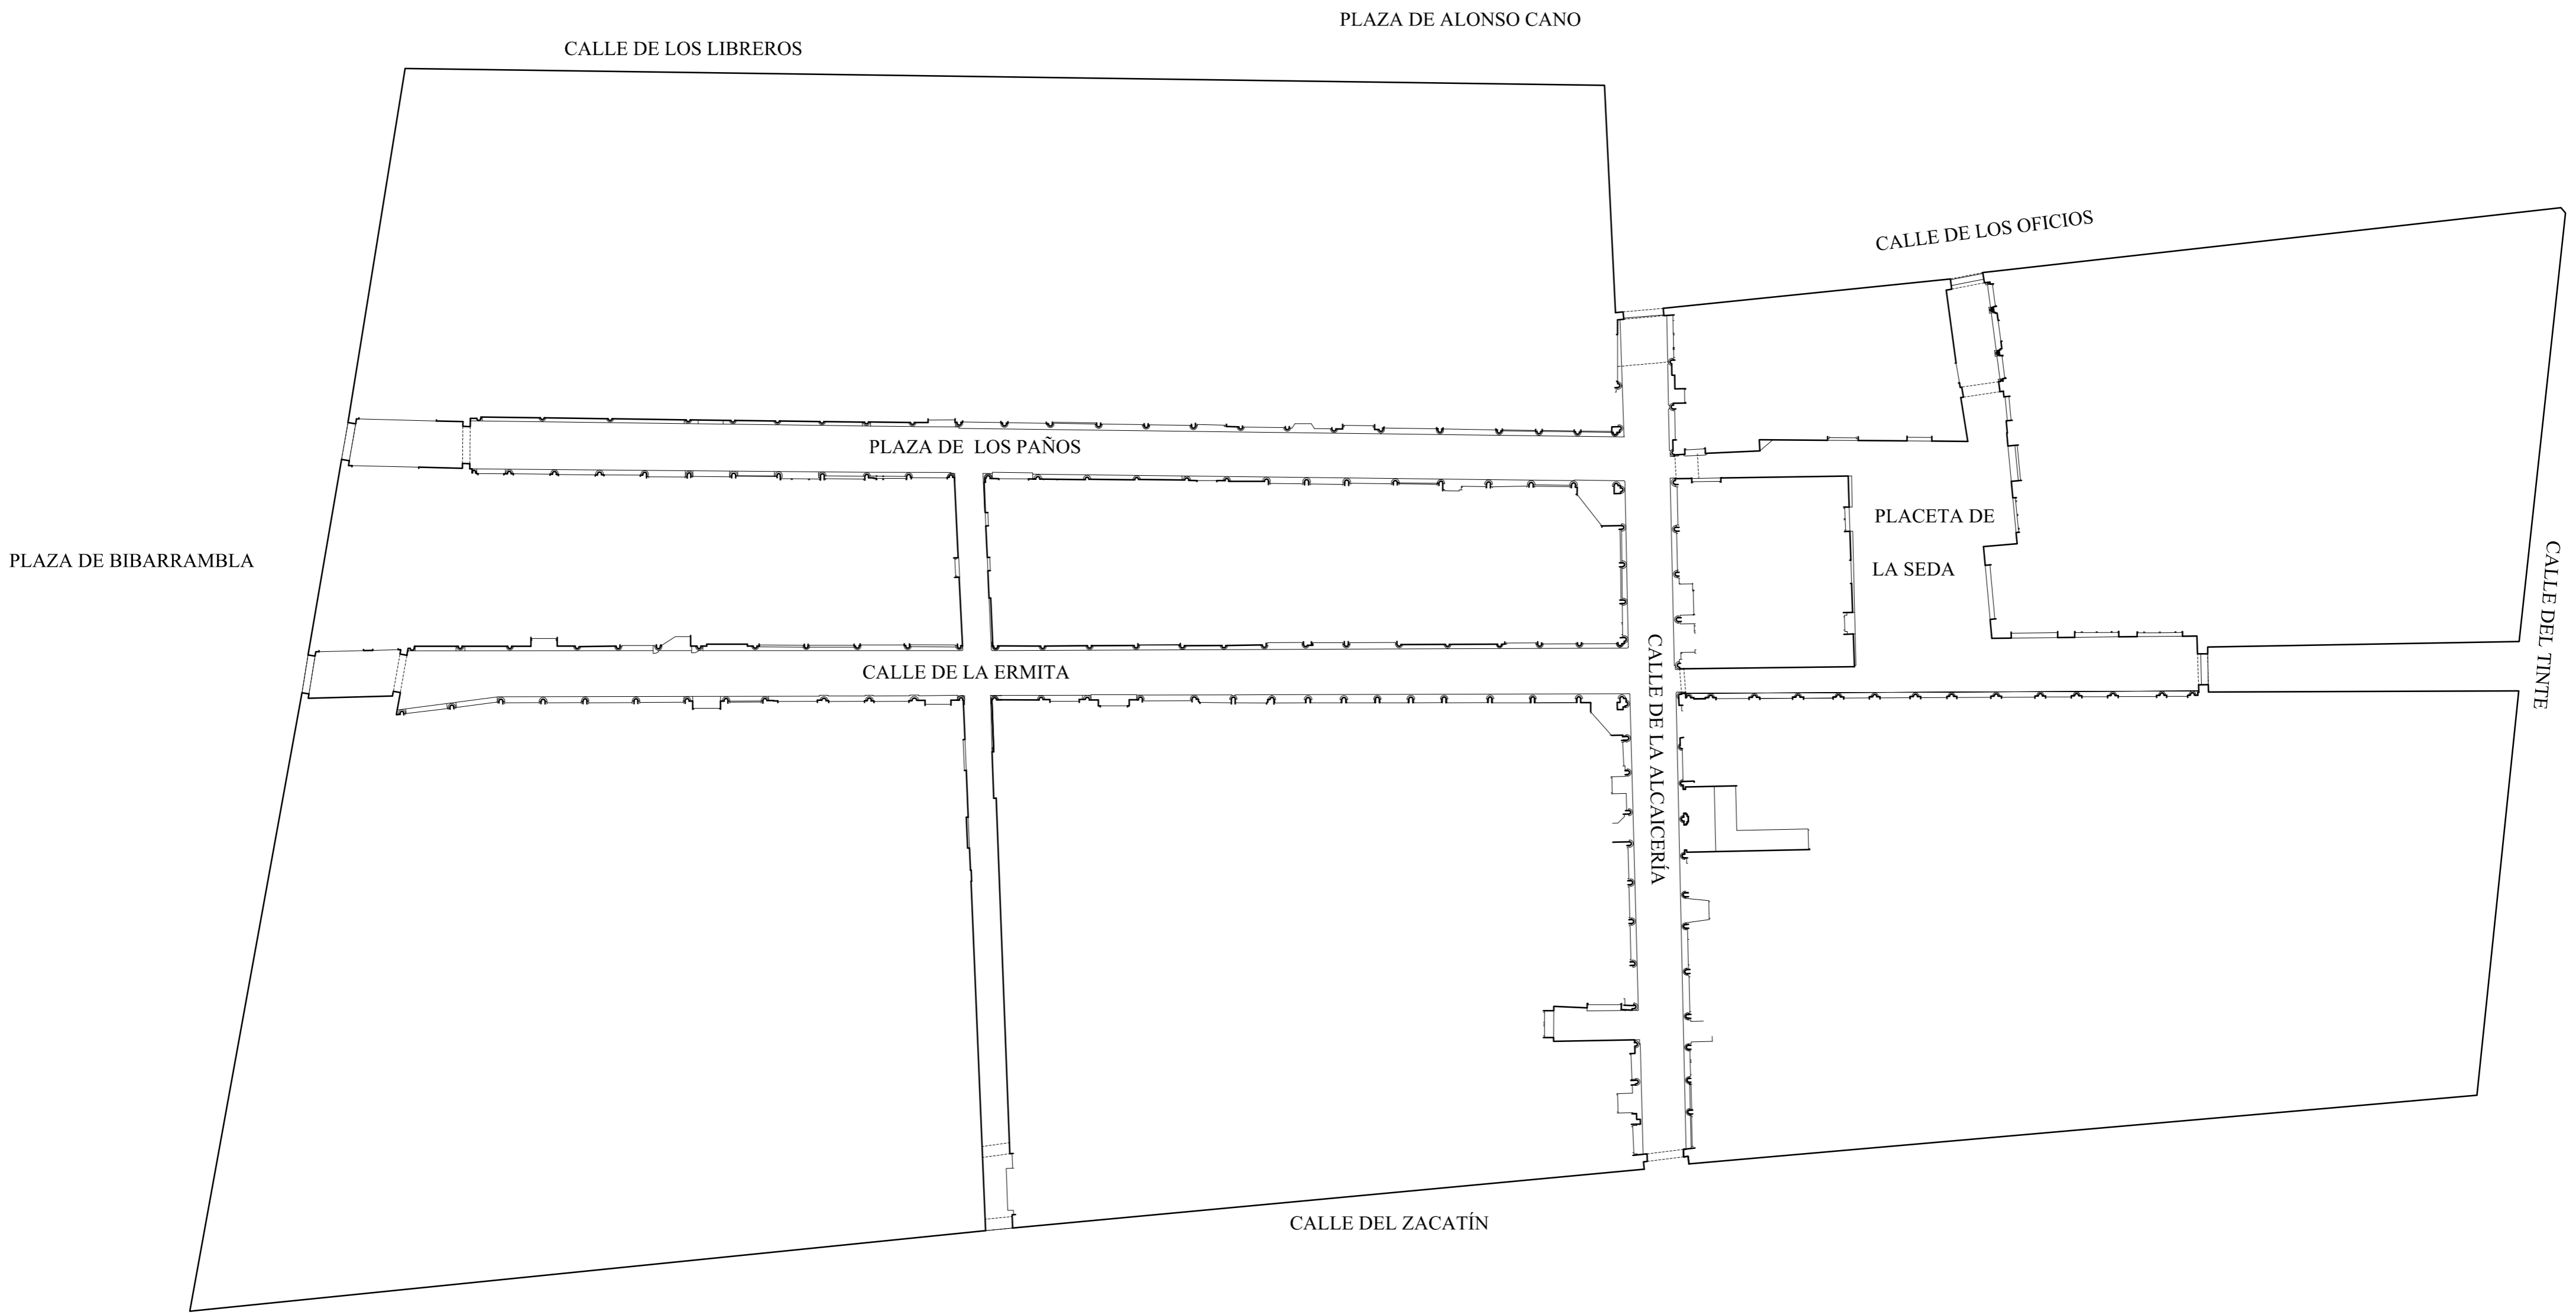 PLAZA DE ALONSO CANO
CALLE DE LOS LIBREROS
CALLE DE LOS OFICIOS
PLAZA DE LOS PAÑOS
PLACETA DE
LA SEDA
PLAZA DE BIBARRAMBLA
CALLE DEL TINTE
CALLE DE LA ERMITA
CALLE DE LA ALCAICERÍA
CALLE DEL ZACATÍN